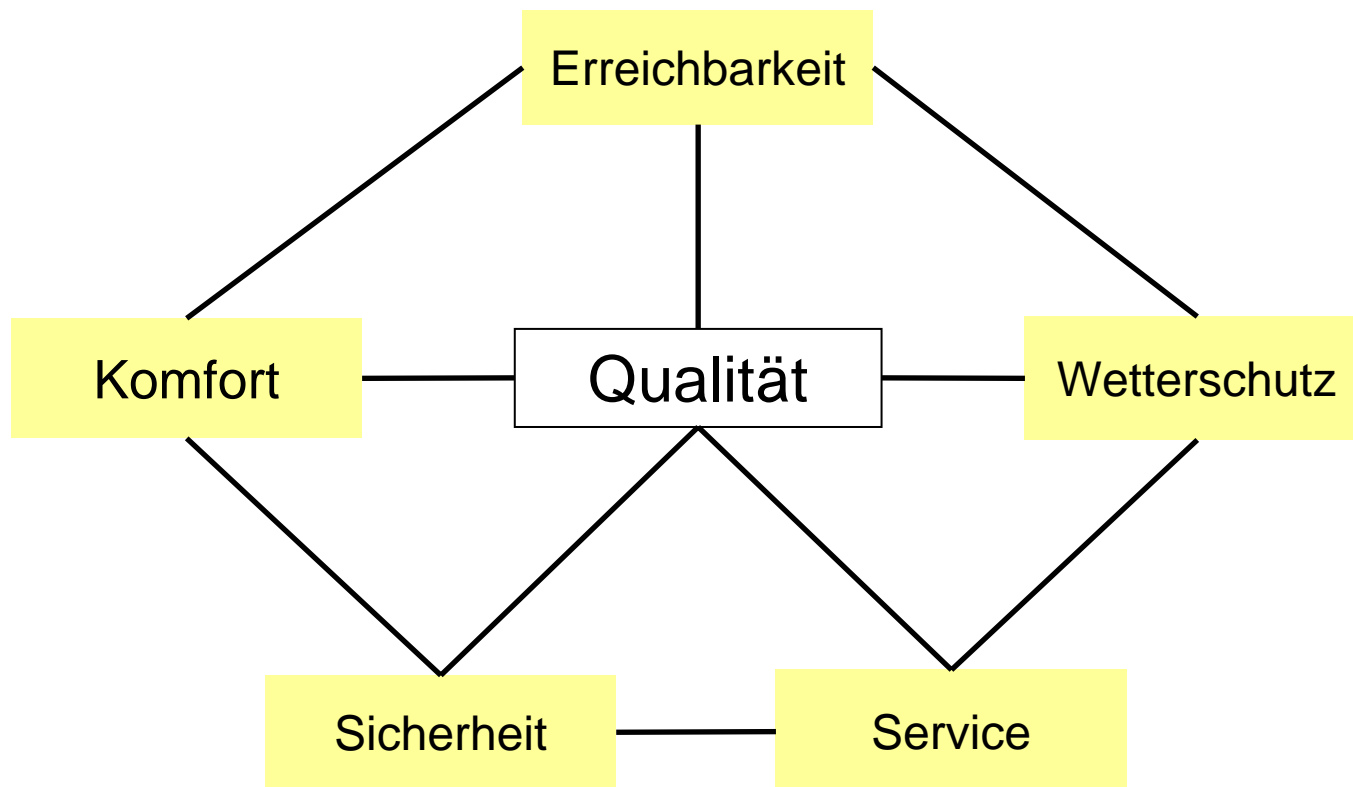 Erreichbarkeit
Komfort
Qualität
Wetterschutz
Sicherheit
Service